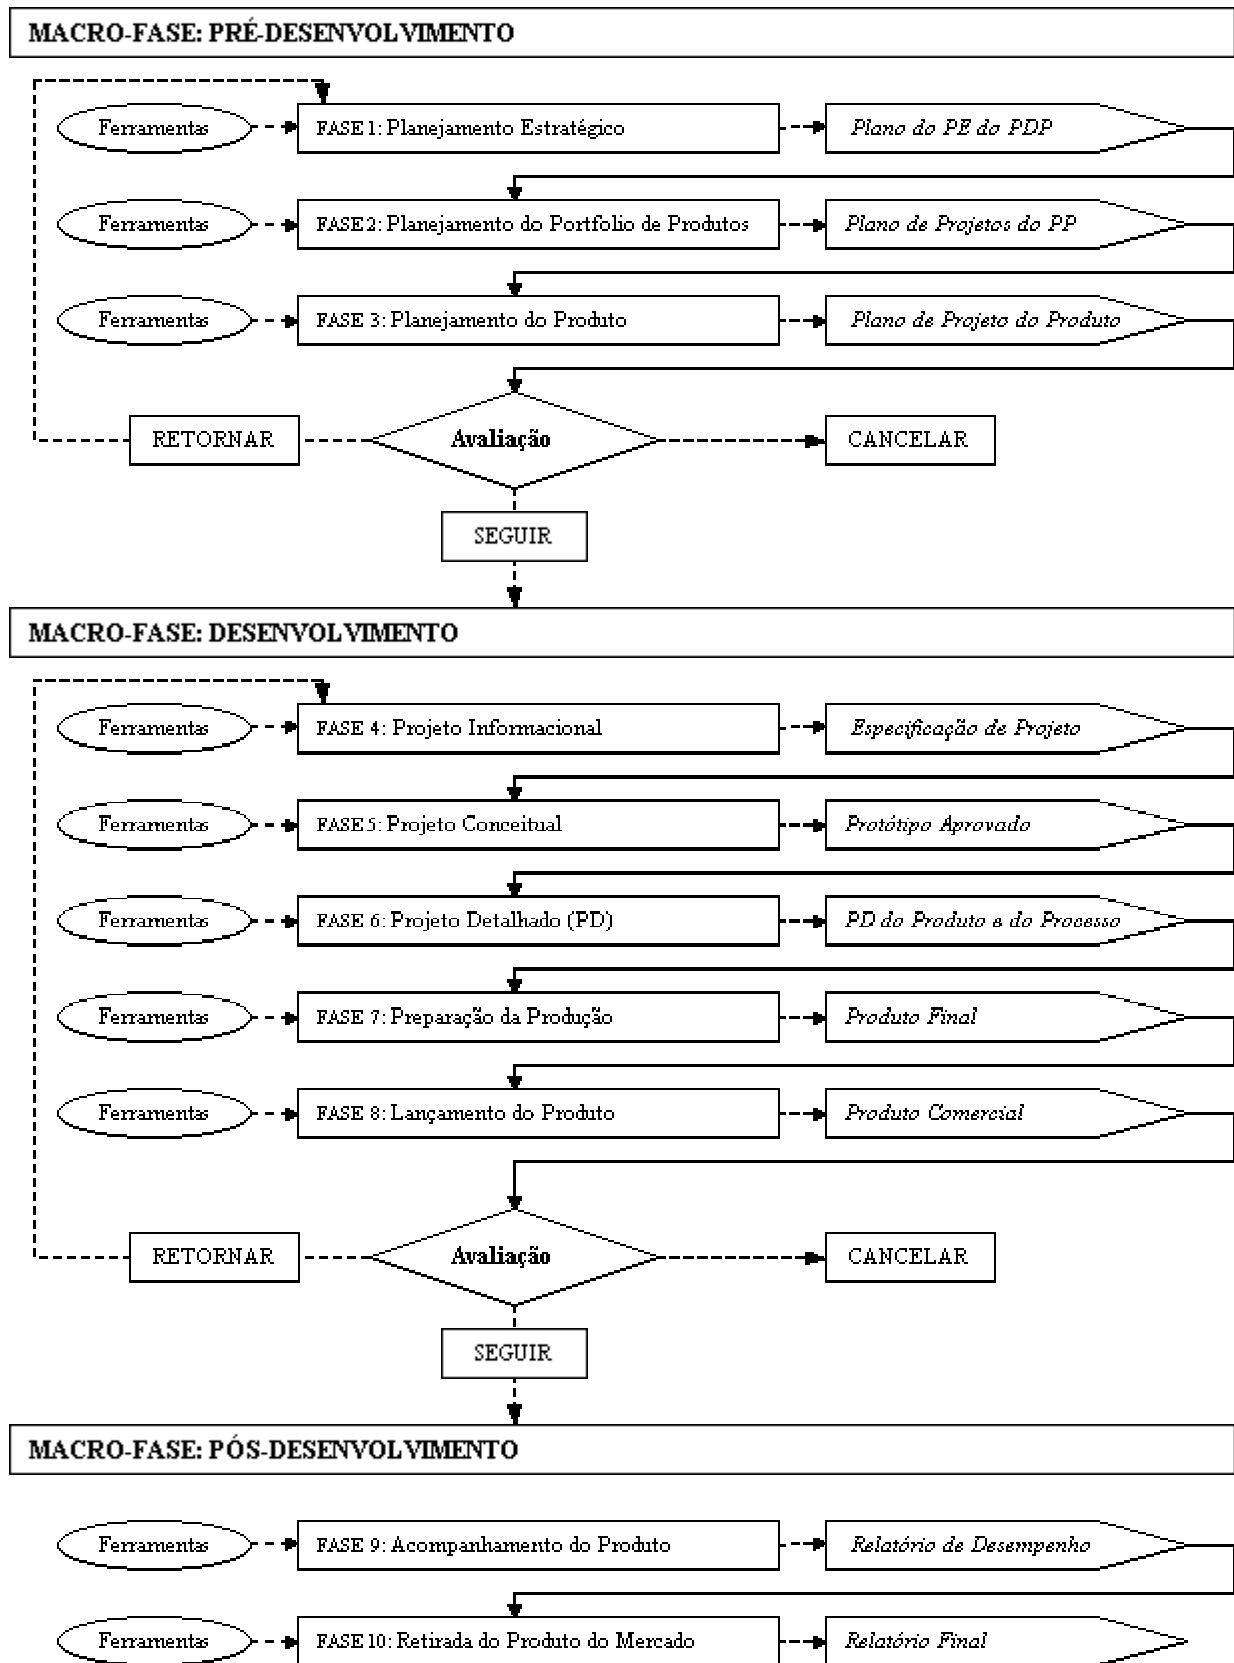 MACRO-FASE: PRÉ-DESENVOLVIMENTO
Ferramentas
FASE 1: Planejamento Estratégico
Plano do PE do PDP
Ferramentas
FASE 2: Planejamento do Portfolio de Produtos
Plano de Projetos do PP
Ferramentas
FASE 3: Planejamento do Produto
Plano de Projeto do Produto
RETORNAR
Avaliação
CANCELAR
SEGUIR
MACRO-FASE: DESENVOLVIMENTO
Ferramentas
FASE 4: Projeto Informacional
Especificação de Projeto
Ferramentas
FASE 5: Projeto Conceitual
Protótipo Aprovado
Ferramentas
FASE 6: Projeto Detalhado (PD)
PD do Produto e do Processo
Ferramentas
FASE 7: Preparação da Produção
Produto Final
Ferramentas
FASE 8: Lançamento do Produto
Produto Comercial
RETORNAR
Avaliação
CANCELAR
SEGUIR
MACRO-FASE: PÓS-DESENVOLVIMENTO
Ferramentas
FASE 9: Acompanhamento do Produto
Relatório de Desempenho
Ferramentas
FASE 10: Retirada do Produto do Mercado
Relatório Final